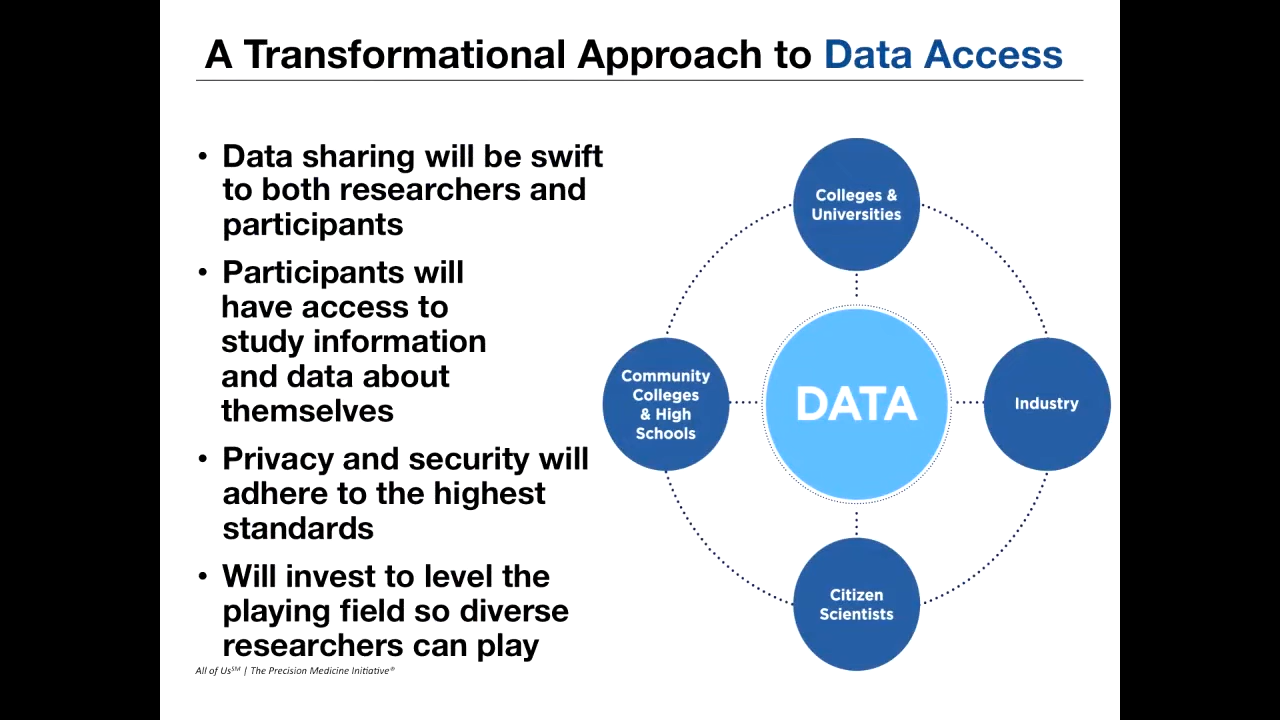 A Transformational Approach to Data Access
• Data sharing will be swift
to both researchers and
participants
• Participants will
have access to
study information
and data about
themselves
• Privacy and security will
adhere to the highest
standards
• Will invest to level the
playing field so diverse
researchers can play
Colleges &
Universities
Community
Colleges
& High
Schools
DATA
Industry
Citizen
Scientists
All of Us℠ | The Precision Medicine Initiative®